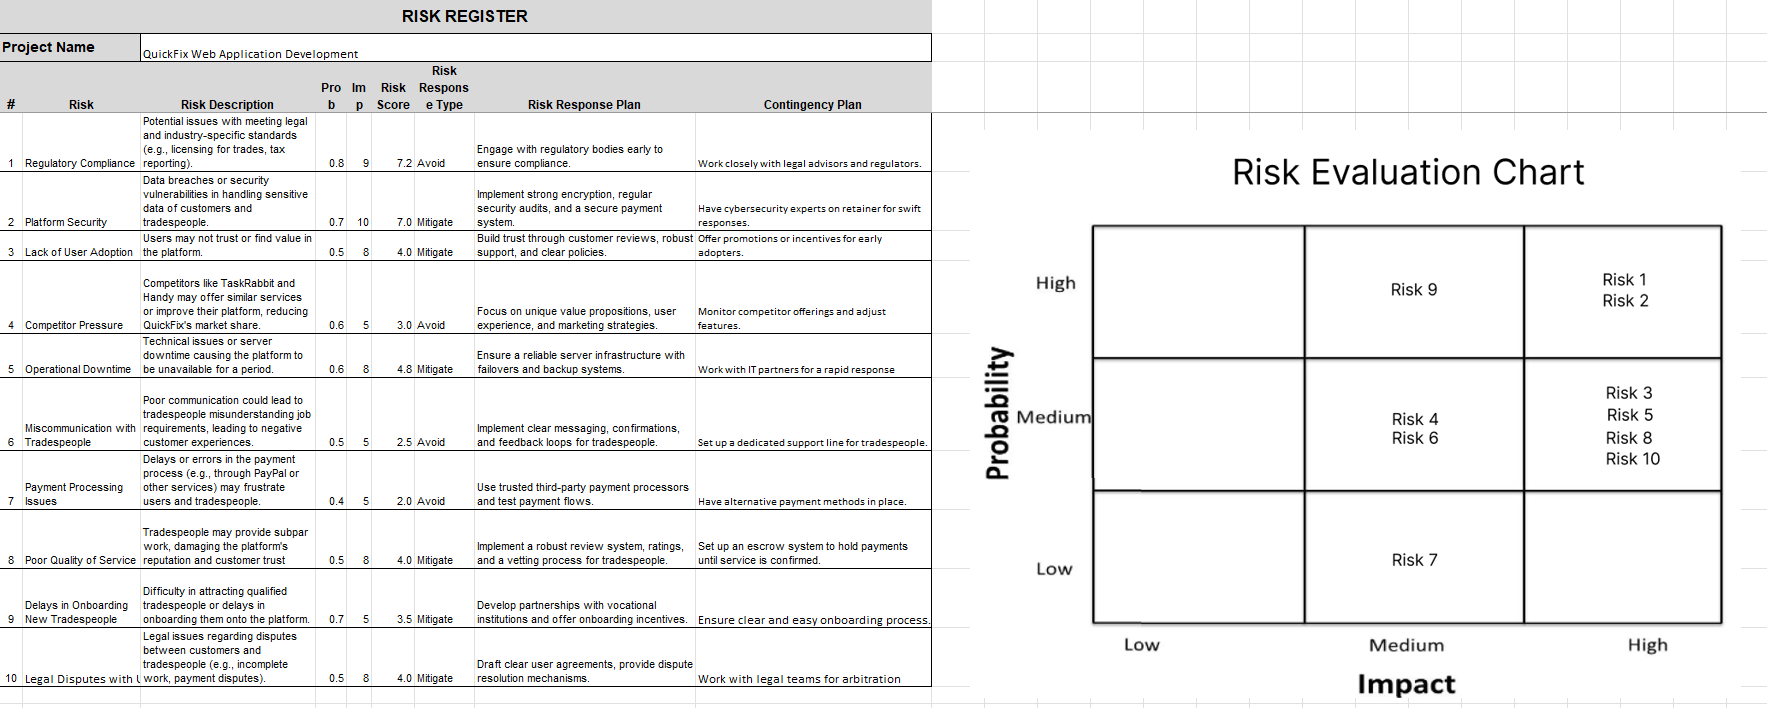 RISK REGISTER
Project Name
QuickFix Web Application Development
#
Risk
Risk Description
Pro
b
Im
p
Risk
Score
Risk
Respons
e Type
Risk Response Plan
Contingency Plan
1
Regulatory Compliance
Potential issues with meeting legal
and industry-specific standards
(e.g., licensing for trades, tax
reporting).
0.8
9
7.2
Avoid
Engage with regulatory bodies early to
ensure compliance.
Work closely with legal advisors and regulators.
2
Platform Security
Data breaches or security
vulnerabilities in handling sensitive
data of customers and
tradespeople.
0.7
10
7.0
Mitigate
Implement strong encryption, regular
security audits, and a secure payment
system.
Have cybersecurity experts on retainer for swift
responses.
3
Lack of User Adoption
Users may not trust or find value in
the platform.
0.5
8
4.0
Mitigate
Build trust through customer reviews, robust
support, and clear policies.
Offer promotions or incentives for early
adopters.
4
Competitor Pressure
Competitors like TaskRabbit and
Handy may offer similar services
or improve their platform, reducing
QuickFix's market share.
0.6
5
3.0
Avoid
Focus on unique value propositions, user
experience, and marketing strategies.
Monitor competitor offerings and adjust
features.
5
Operational Downtime
Technical issues or server
downtime causing the platform to
be unavailable for a period.
0.6
8
4.8
Mitigate
Ensure a reliable server infrastructure with
failovers and backup systems.
Work with IT partners for a rapid response
6
Miscommunication with
Tradespeople
Poor communication could lead to
tradespeople misunderstanding job
requirements, leading to negative
customer experiences.
0.5
5
2.5
Avoid
Implement clear messaging, confirmations,
and feedback loops for tradespeople.
Set up a dedicated support line for tradespeople.
7
Payment Processing
Issues
Delays or errors in the payment
process (e.g., through PayPal or
other services) may frustrate
users and tradespeople.
0.4
5
2.0
Avoid
Use trusted third-party payment processors
and test payment flows.
Have alternative payment methods in place.
8
Poor Quality of Service
Tradespeople may provide subpar
work, damaging the platform's
reputation and customer trust
0.5
8
4.0
Mitigate
Implement a robust review system, ratings,
and a vetting process for tradespeople.
Set up an escrow system to hold payments
until service is confirmed.
9
Delays in Onboarding
New Tradespeople
Difficulty in attracting qualified
tradespeople or delays in
onboarding them onto the platform.
0.7
5
3.5
Mitigate
Develop partnerships with vocational
institutions and offer onboarding incentives.
Ensure clear and easy onboarding process.
10
Legal Disputes with
Legal issues regarding disputes
between customers and
tradespeople (e.g., incomplete
work, payment disputes).
0.5
8
4.0
Mitigate
Draft clear user agreements, provide dispute
resolution mechanisms.
Work with legal teams for arbitration
Risk Evaluation Chart
Probability
High
Risk 9
Risk 1
Risk 2
Medium
Risk 4
Risk 6
Risk 3
Risk 5
Risk 8
Risk 10
Low
Risk 7
Low
Medium
High
Impact